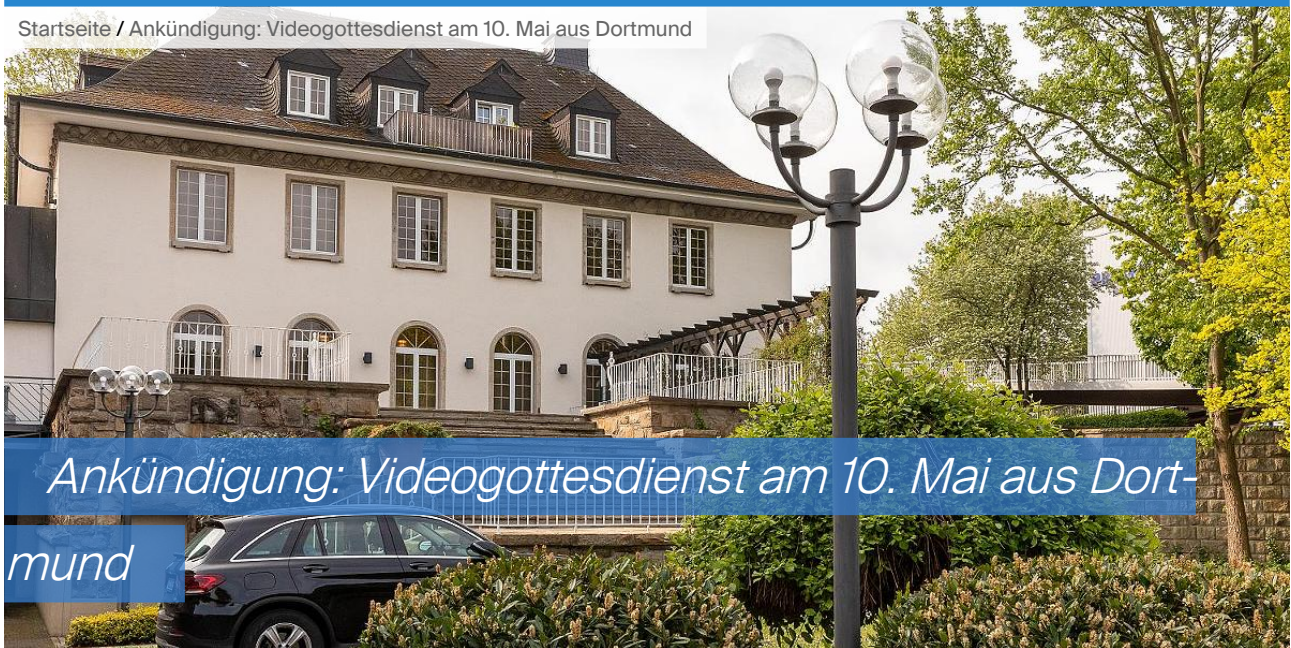 Startseite / Ankündigung: Videogottesdienst am 10. Mai aus Dortmund
Ankündigung: Videogottesdienst am 10. Mai aus Dort-
mund